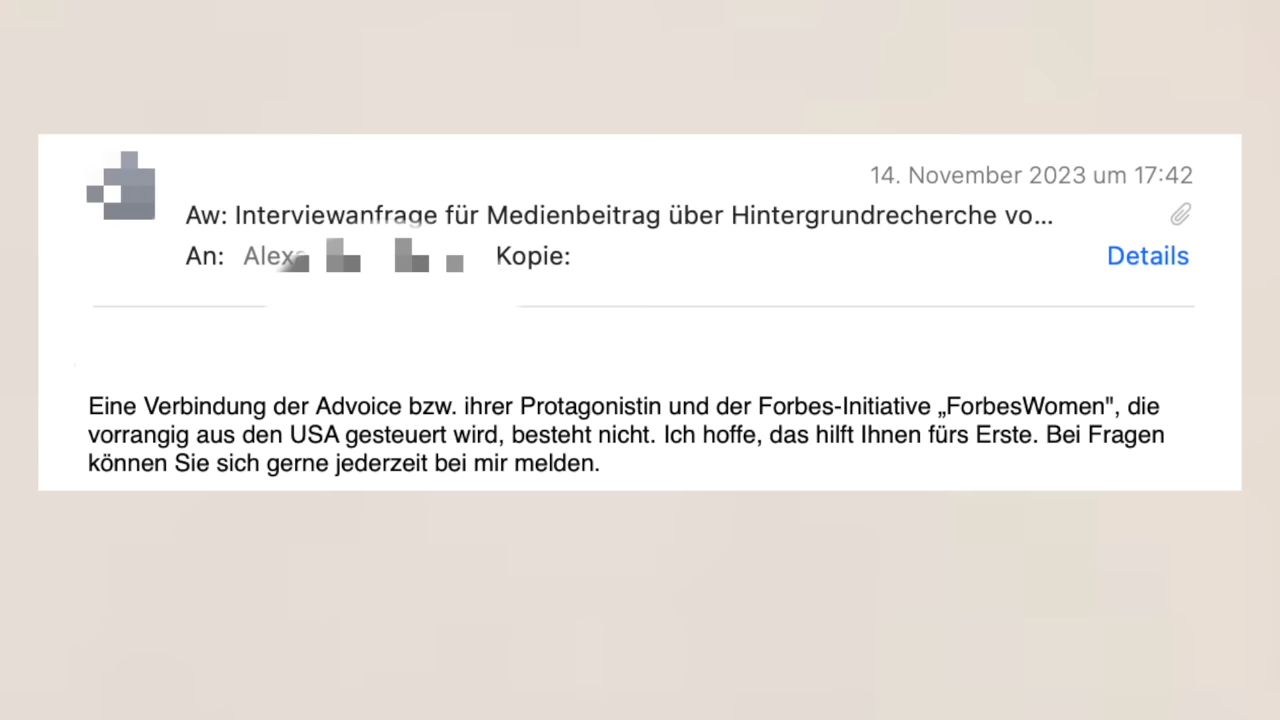 14. November 2023 um 17:42
Aw: Interviewanfrage für Medienbeitrag über Hintergrundrecherche vo...
An: Kopie:
Details
Eine Verbindung der Advoice bzw. ihrer Protagonistin und der Forbes-Initiative „ForbesWomen", die
vorrangig aus den USA gesteuert wird, besteht nicht. Ich hoffe, das hilft Ihnen fürs Erste. Bei Fragen
können Sie sich gerne jederzeit bei mir melden.